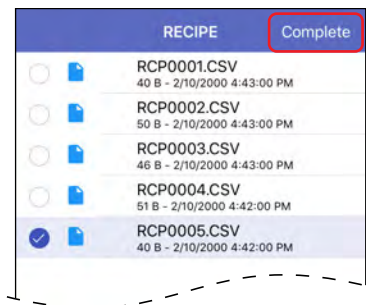 RECIPE Complete
RCP0001.CSV
40 B - 2/10/2000 4:43:00 PM
RCP0002.CSV
50 B - 2/10/2000 4:43:00 PM
RCP0003.CSV
46 B - 2/10/2000 4:43:00 PM
RCP0004.CSV
51 B - 2/10/2000 4:42:00 PM
RCP0005.CSV
40 B - 2/10/2000 4:42:00 PM